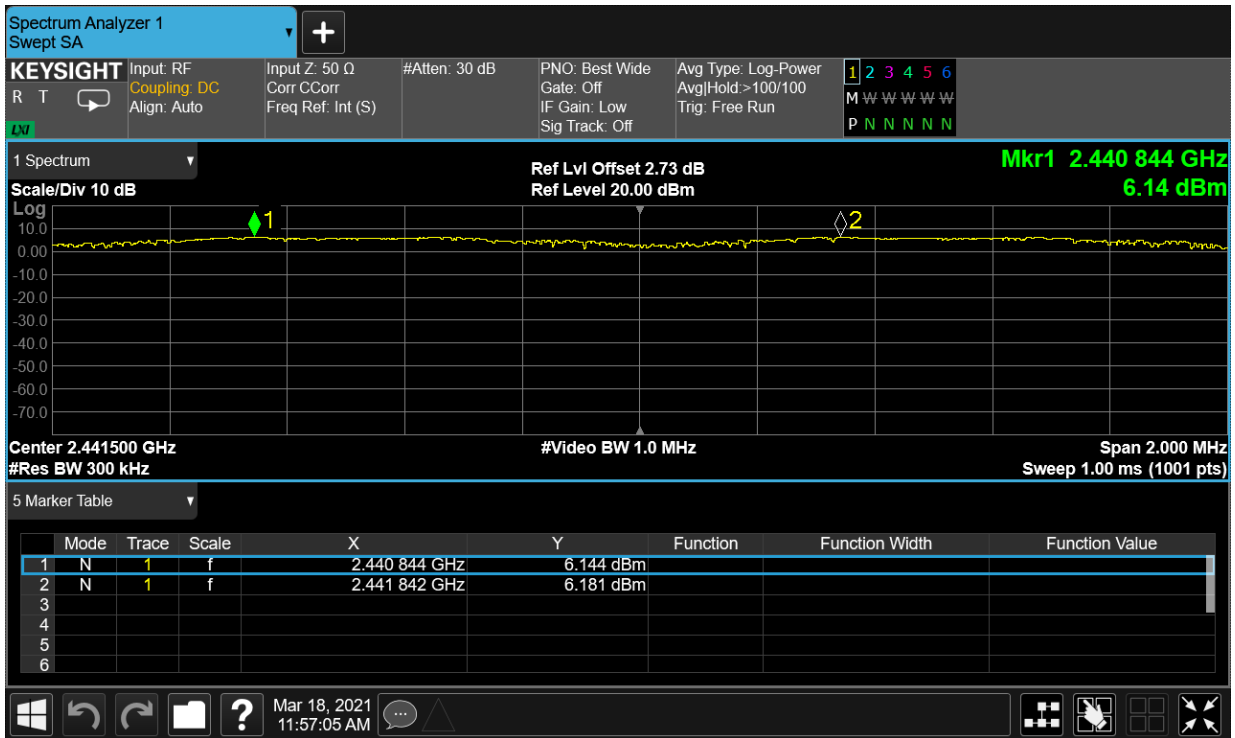 Spectrum Analyzer 1
Swept SA
+
KEYSIGHT
R T
LXI
Input: RF
Coupling: DC
Align: Auto
Input Z: 50 Ω
Corr CCorr
Freq Ref: Int (S)
#Atten: 30 dB
PNO: Best Wide
Gate: Off
IF Gain: Low
Sig Track: Off
Avg Type: Log-Power
Avg|Hold:>100/100
Trig: Free Run
1 2 3 4 5 6
M W W W W W
P N N N N N
1 Spectrum
Scale/Div 10 dB
Ref Lvl Offset 2.73 dB
Ref Level 20.00 dBm
Mkr1 2.440 844 GHz
6.14 dBm
Log
1
2
10.0
0.00
-10.0
-20.0
-30.0
-40.0
-50.0
-60.0
-70.0
Center 2.441500 GHz #Video BW 1.0 MHz Span 2.000 MHz
#Res BW 300 kHz Sweep 1.00 ms (1001 pts)
5 Marker Table
Mode Trace Scale X Y Function Function Width Function Value
1 N 1 f 2.440 844 GHz 6.144 dBm
2 N 1 f 2.441 842 GHz 6.181 dBm
3
4
5
6
?
Mar 18, 2021
11:57:05 AM